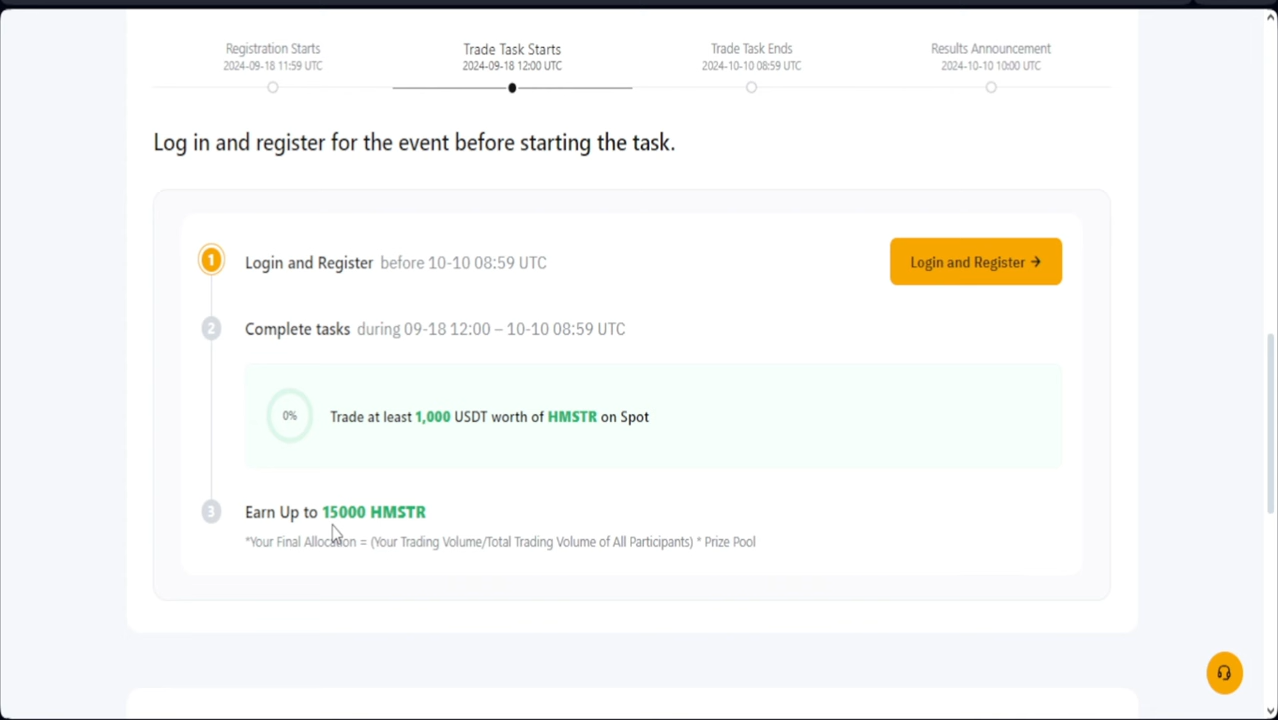 Registration Starts
2024-09-18 11:59 UTC
Trade Task Starts
2024-09-18 12:00 UTC
Trade Task Ends
2024-10-10 08:59 UTC
Results Announcement
2024-10-10 10:00 UTC
Log in and register for the event before starting the task.
1
Login and Register before 10-10 08:59 UTC
Login and Register →
2
Complete tasks during 09-18 12:00 – 10-10 08:59 UTC
0%
Trade at least 1,000 USDT worth of HMSTR on Spot
3
Earn Up to 15000 HMSTR
*Your Final Allocation = (Your Trading Volume/Total Trading Volume of All Participants) * Prize Pool